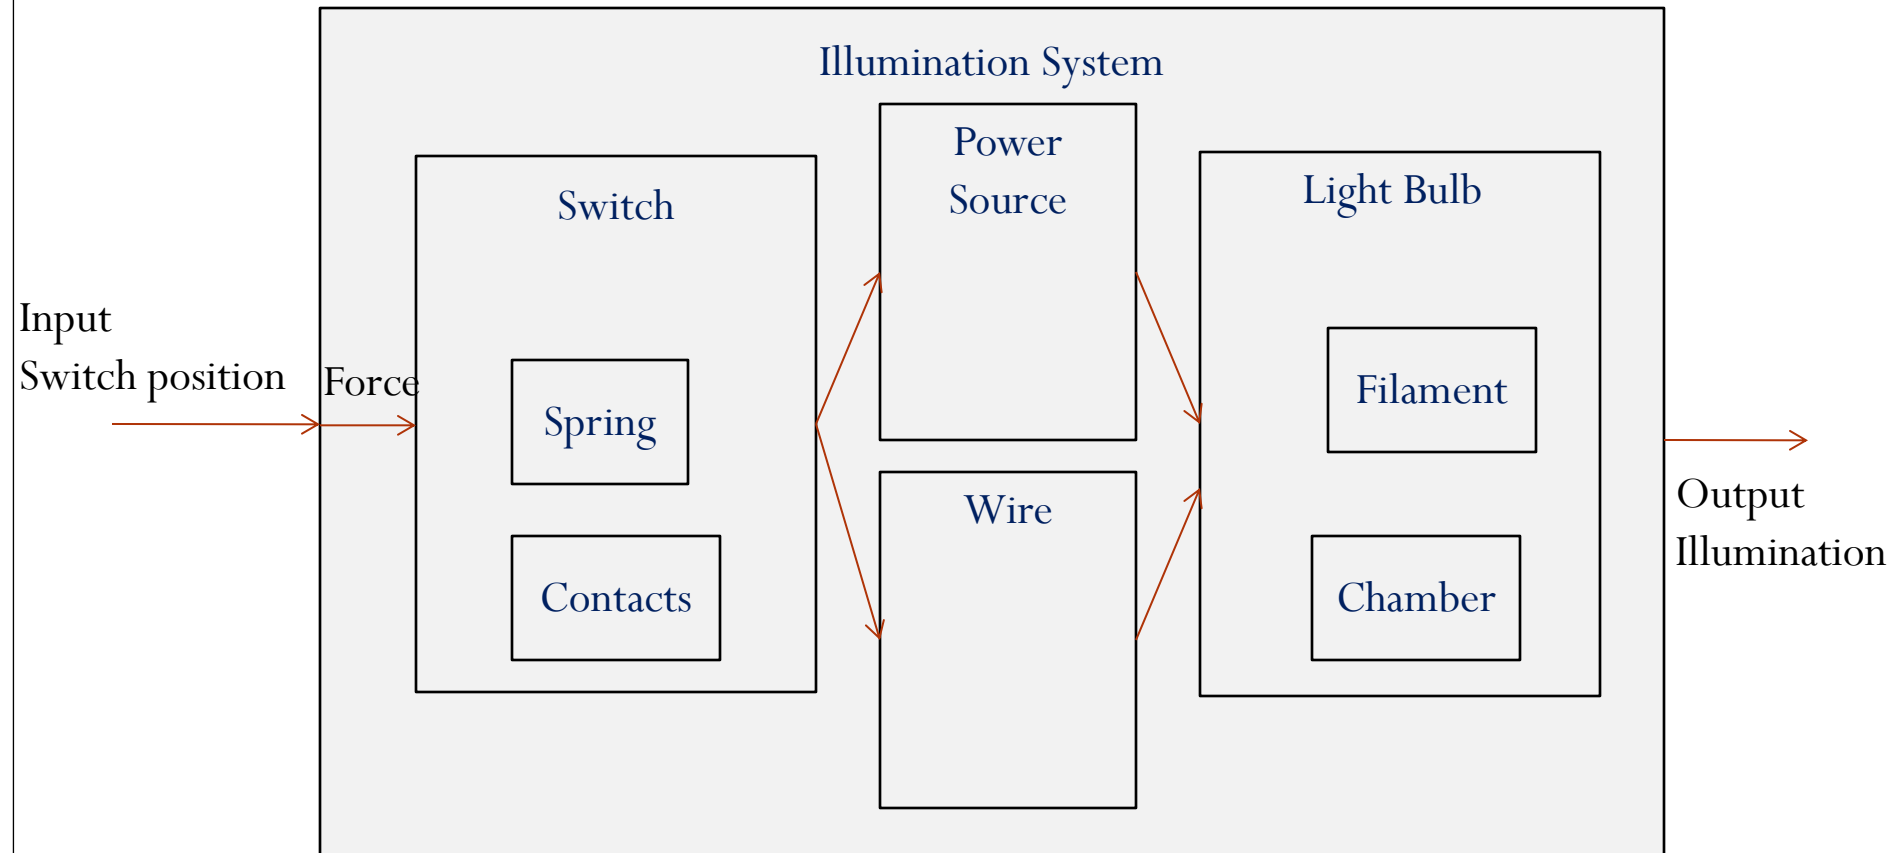 Illumination System
Input
Switch position
Force
Switch
Spring
Contacts
Power
Source
Wire
Light Bulb
Filament
Chamber
Output
Illumination